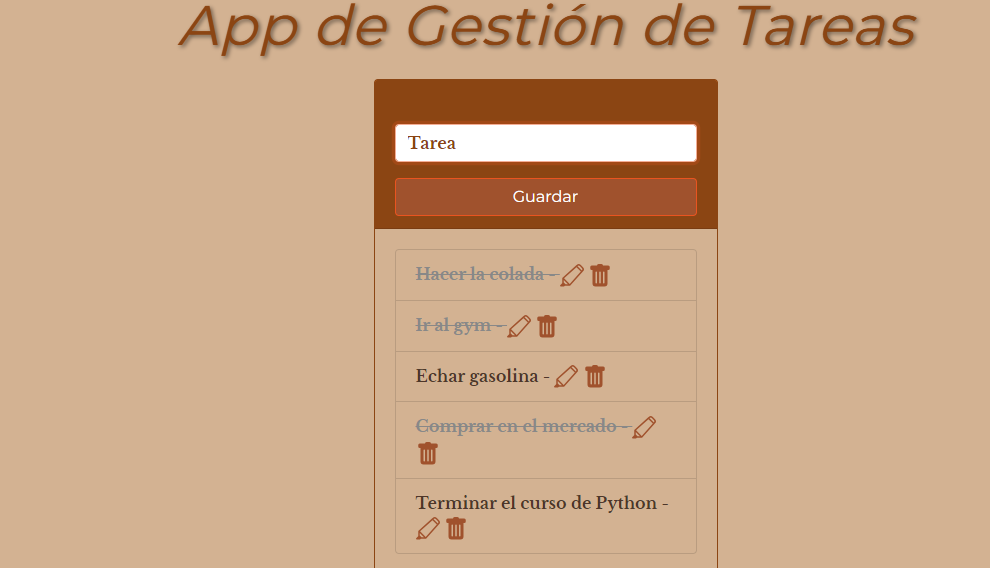 App de Gestión de Tareas
Tarea
Guardar
Hacer la colada -
Ir al gym -
Echar gasolina -
Comprar en el mercado -
Terminar el curso de Python -